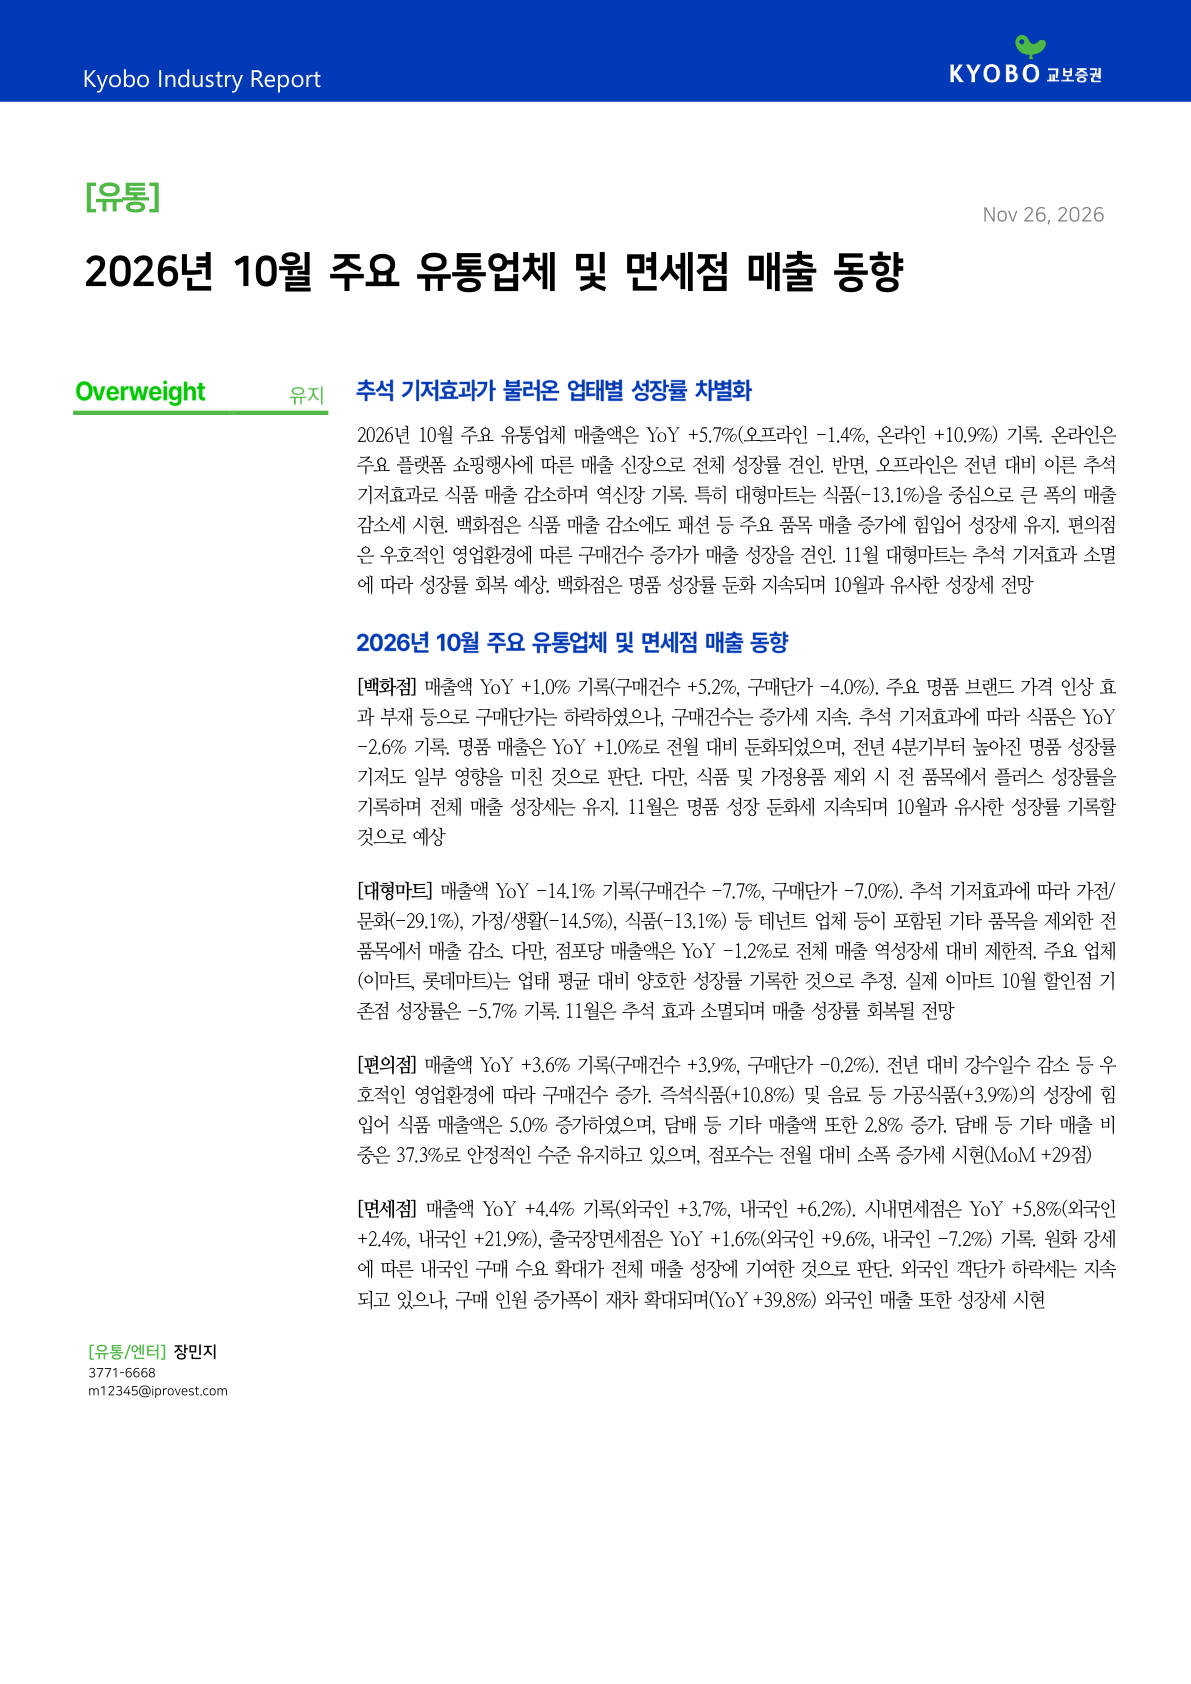 Kyobo Industry Report
KYOBO 교보증권
[유통]
Nov 26, 2026
2026년 10월 주요 유통업체 및 면세점 매출 동향
Overweight 유지
추석 기저효과가 불러온 업태별 성장률 차별화
2026년 10월 주요 유통업체 매출액은 YoY +5.7%(오프라인 -1.4%, 온라인 +10.9%) 기록. 온라인은
주요 플랫폼 쇼핑행사에 따른 매출 신장으로 전체 성장률 견인. 반면, 오프라인은 전년 대비 이른 추석
기저효과로 식품 매출 감소하며 역신장 기록. 특히 대형마트는 식품(-13.1%)을 중심으로 큰 폭의 매출
감소세 시현. 백화점은 식품 매출 감소에도 패션 등 주요 품목 매출 증가에 힘입어 성장세 유지. 편의점
은 우호적인 영업환경에 따른 구매건수 증가가 매출 성장을 견인. 11월 대형마트는 추석 기저효과 소멸
에 따라 성장률 회복 예상. 백화점은 명품 성장률 둔화 지속되며 10월과 유사한 성장세 전망
2026년 10월 주요 유통업체 및 면세점 매출 동향
[백화점] 매출액 YoY +1.0% 기록(구매건수 +5.2%, 구매단가 -4.0%). 주요 명품 브랜드 가격 인상 효
과 부재 등으로 구매단가는 하락하였으나, 구매건수는 증가세 지속. 추석 기저효과에 따라 식품은 YoY
-2.6% 기록. 명품 매출은 YoY +1.0%로 전월 대비 둔화되었으며, 전년 4분기부터 높아진 명품 성장률
기저도 일부 영향을 미친 것으로 판단. 다만, 식품 및 가정용품 제외 시 전 품목에서 플러스 성장률을
기록하며 전체 매출 성장세는 유지. 11월은 명품 성장 둔화세 지속되며 10월과 유사한 성장률 기록할
것으로 예상
[대형마트] 매출액 YoY -14.1% 기록(구매건수 -7.7%, 구매단가 -7.0%). 추석 기저효과에 따라 가전/
문화(-29.1%), 가정/생활(-14.5%), 식품(-13.1%) 등 테넌트 업체 등이 포함된 기타 품목을 제외한 전
품목에서 매출 감소. 다만, 점포당 매출액은 YoY -1.2%로 전체 매출 역성장세 대비 제한적. 주요 업체
(이마트, 롯데마트)는 업태 평균 대비 양호한 성장률 기록한 것으로 추정. 실제 이마트 10월 할인점 기
존점 성장률은 -5.7% 기록. 11월은 추석 효과 소멸되며 매출 성장률 회복될 전망
[편의점] 매출액 YoY +3.6% 기록(구매건수 +3.9%, 구매단가 -0.2%). 전년 대비 강수일수 감소 등 우
호적인 영업환경에 따라 구매건수 증가. 즉석식품(+10.8%) 및 음료 등 가공식품(+3.9%)의 성장에 힘
입어 식품 매출액은 5.0% 증가하였으며, 담배 등 기타 매출액 또한 2.8% 증가. 담배 등 기타 매출 비
중은 37.3%로 안정적인 수준 유지하고 있으며, 점포수는 전월 대비 소폭 증가세 시현(MoM +29점)
[면세점] 매출액 YoY +4.4% 기록(외국인 +3.7%, 내국인 +6.2%). 시내면세점은 YoY +5.8%(외국인
+2.4%, 내국인 +21.9%), 출국장면세점은 YoY +1.6%(외국인 +9.6%, 내국인 -7.2%) 기록. 원화 강세
에 따른 내국인 구매 수요 확대가 전체 매출 성장에 기여한 것으로 판단. 외국인 객단가 하락세는 지속
되고 있으나, 구매 인원 증가폭이 재차 확대되며(YoY +39.8%) 외국인 매출 또한 성장세 시현
[유통/엔터] 장민지
3771-6668
m12345@iprovest.com